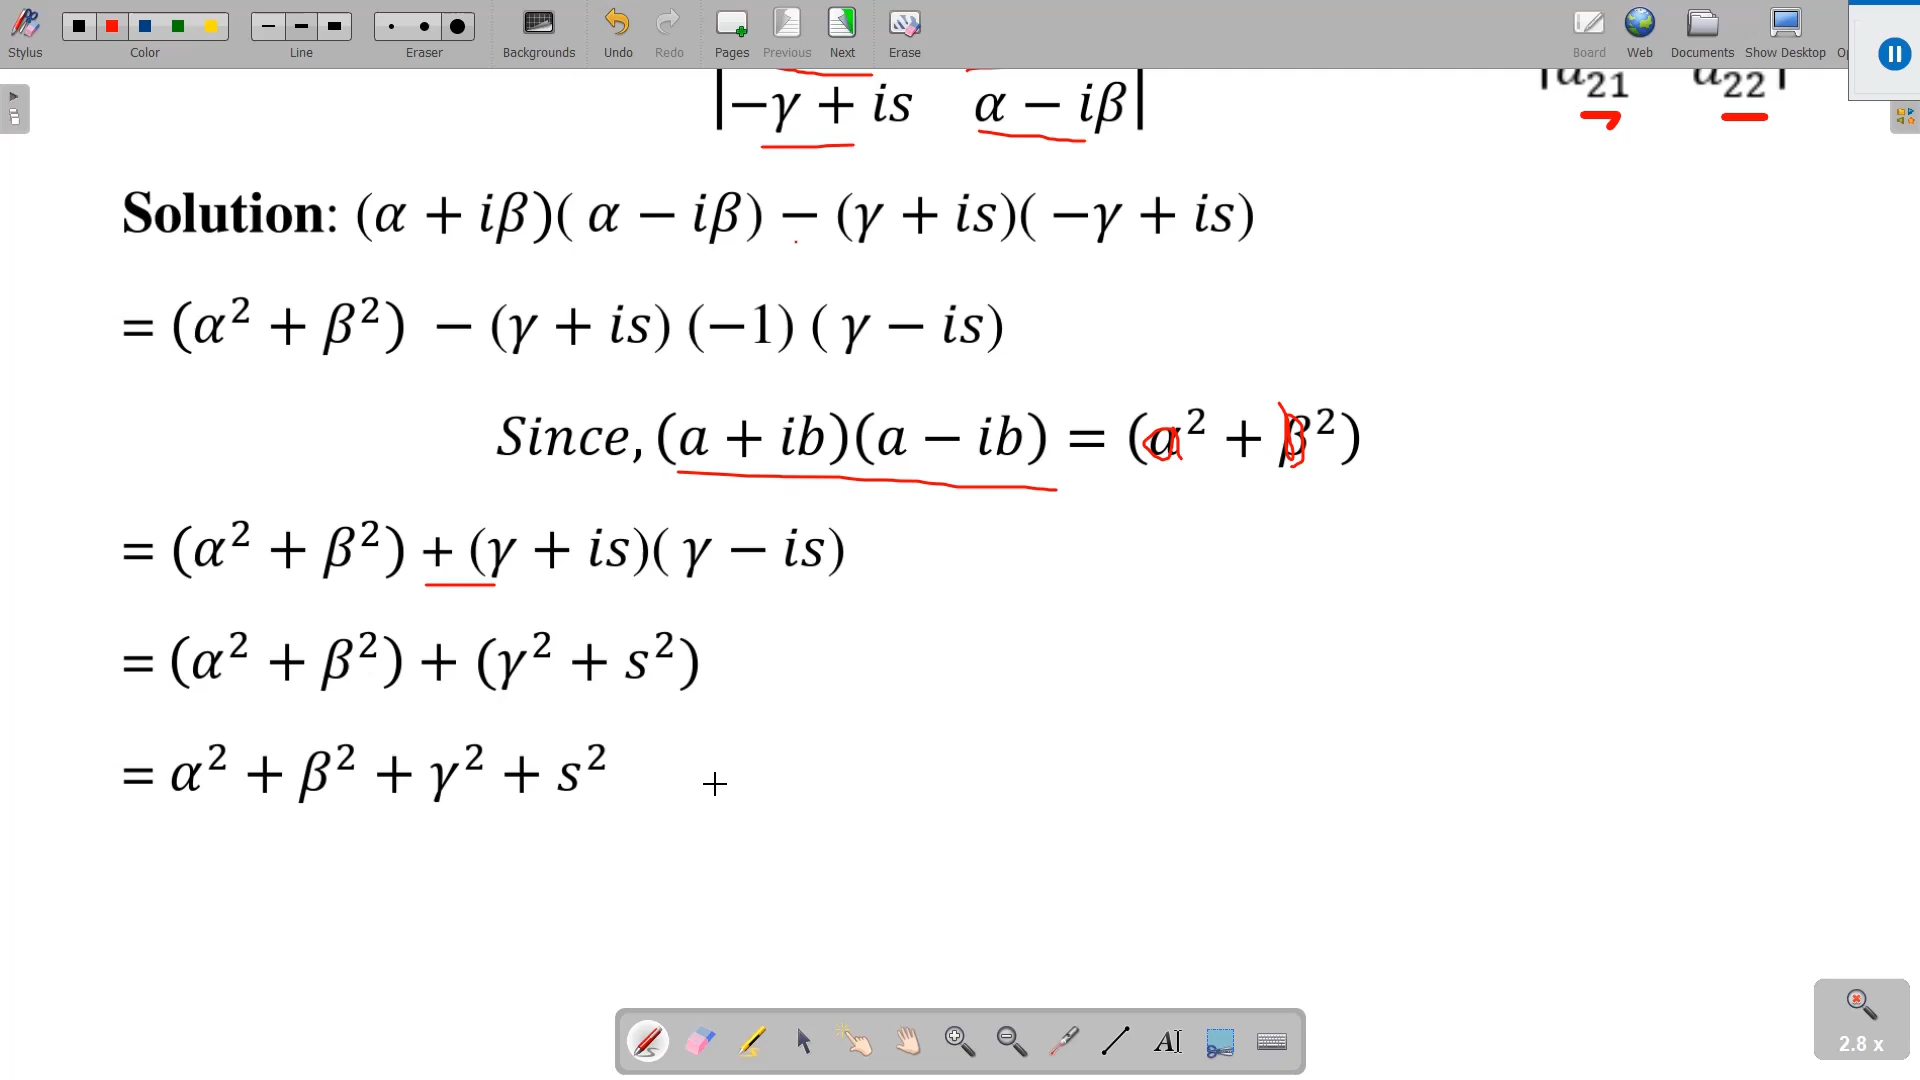 Stylus Color Line Eraser Backgrounds Undo Redo Pages Previous Next Erase Board Web Documents Show Desktop
|−γ + is α − iβ| a₂₁ a₂₂
Solution: (α + iβ)( α − iβ) − (γ + is)( −γ + is)
= (α² + β²) − (γ + is) (−1) ( γ − is)
Since, (a + ib)(a − ib) = (α² + β²)
= (α² + β²) + (γ + is)( γ − is)
= (α² + β²) + (γ² + s²)
= α² + β² + γ² + s²
2.8 x